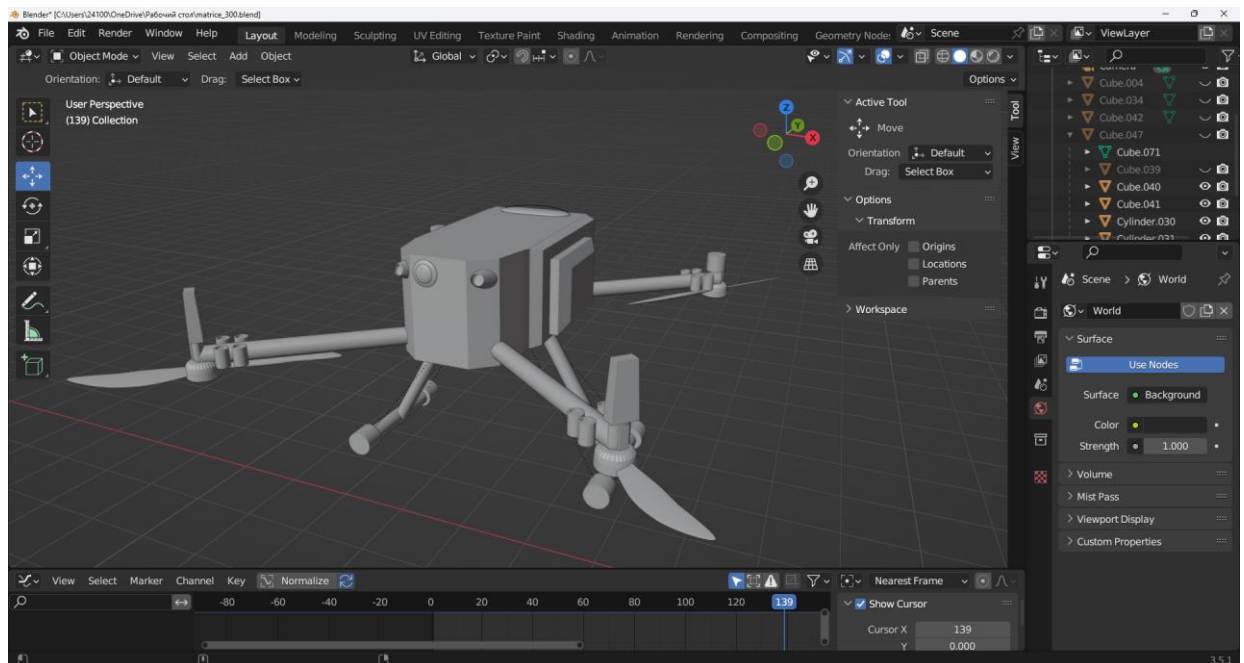 Blender* [C:\Users\24100\OneDrive\Рабочий стол\matrice_300.blend]
File Edit Render Window Help Layout Modeling Sculpting UV Editing Texture Paint Shading Animation Rendering Compositing Geometry Node: Scene ViewLayer
Object Mode View Select Add Object Global
Orientation: Default Drag: Select Box Options
User Perspective
(139) Collection
Z
Y
X
Active Tool
Move
Orientation Default
Drag: Select Box
Options
Transform
Affect Only Origins
Locations
Parents
Workspace
Tool
View
Cube.004
Cube.034
Cube.042
Cube.047
Cube.071
Cube.039
Cube.040
Cube.041
Cylinder.030
Cylinder.031
Scene > World
World
Surface
Use Nodes
Surface Background
Color
Strength 1.000
Volume
Mist Pass
Viewport Display
Custom Properties
View Select Marker Channel Key Normalize Nearest Frame
-80 -60 -40 -20 0 20 40 60 80 100 120 139
Show Cursor
Cursor X 139
Y 0.000
3.5.1